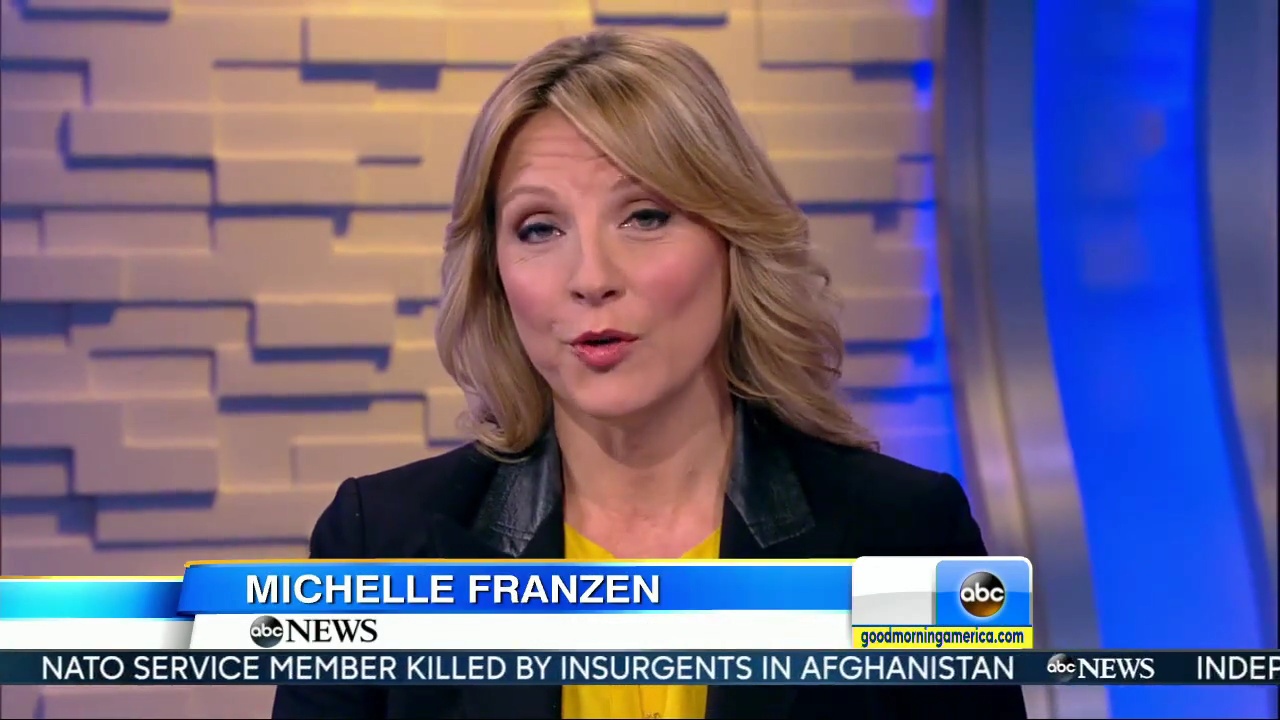 MICHELLE FRANZEN
abc NEWS
abc
goodmorningamerica.com
NATO SERVICE MEMBER KILLED BY INSURGENTS IN AFGHANISTAN abc NEWS INDEP